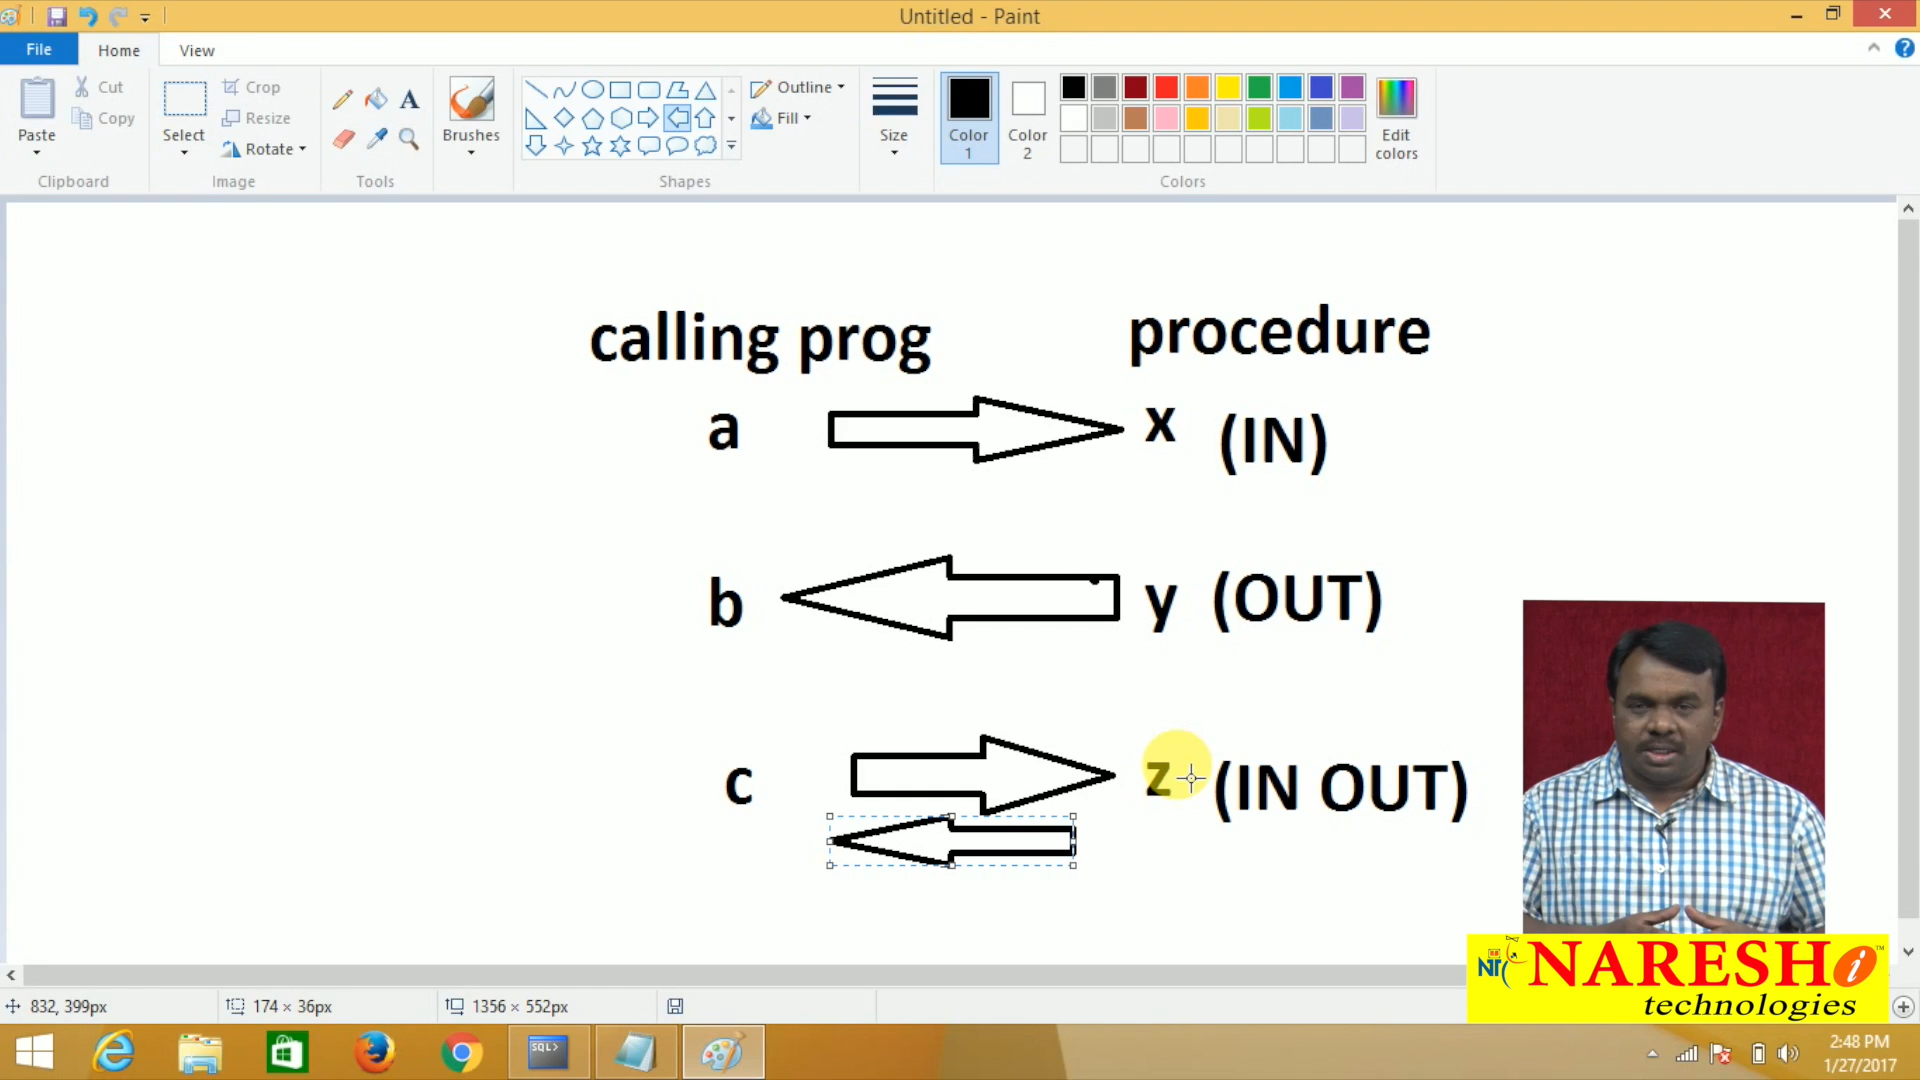 Untitled - Paint
File Home View
Cut
Copy
Paste
Clipboard
Select
Crop
Resize
Rotate
Image
A
Tools
Brushes
Outline
Fill
Shapes
Size
Color 1
Color 2
Edit colors
Colors
calling prog procedure
a x (IN)
b y (OUT)
c z (IN OUT)
832, 399px 174 × 36px 1356 × 552px
NARESH i ™
technologies
SQL>
2:48 PM
1/27/2017